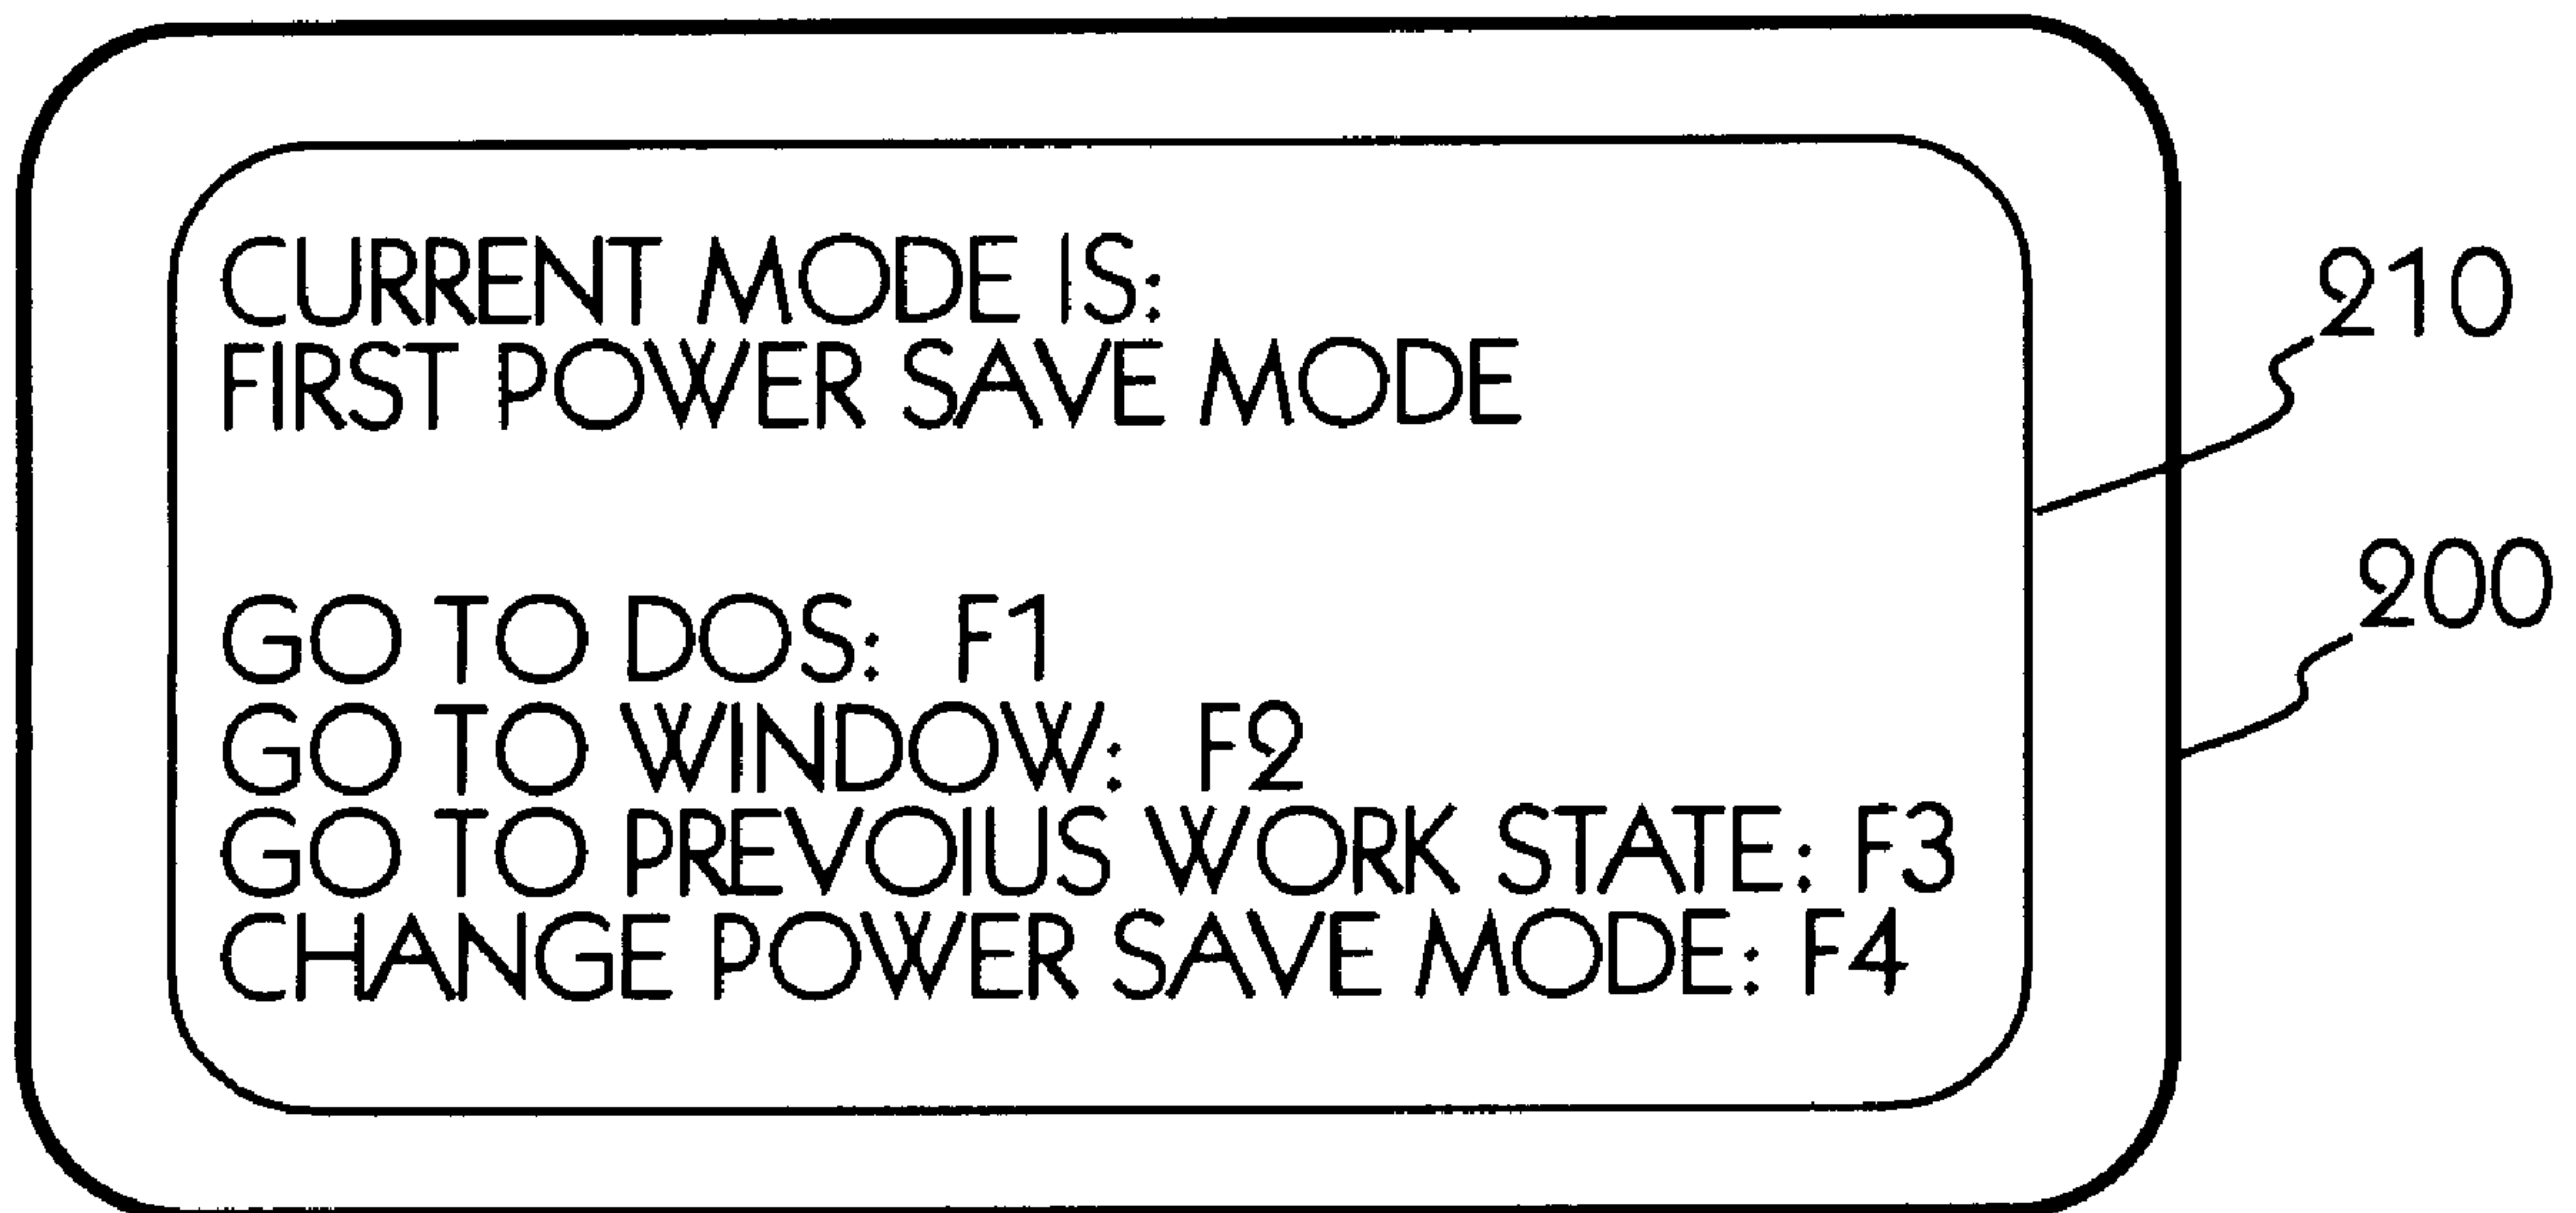 CURRENT MODE IS:
FIRST POWER SAVE MODE
210
GO TO DOS: F1
200
GO TO WINDOW: F2
GO TO PREVOIUS WORK STATE: F3
CHANGE POWER SAVE MODE: F4